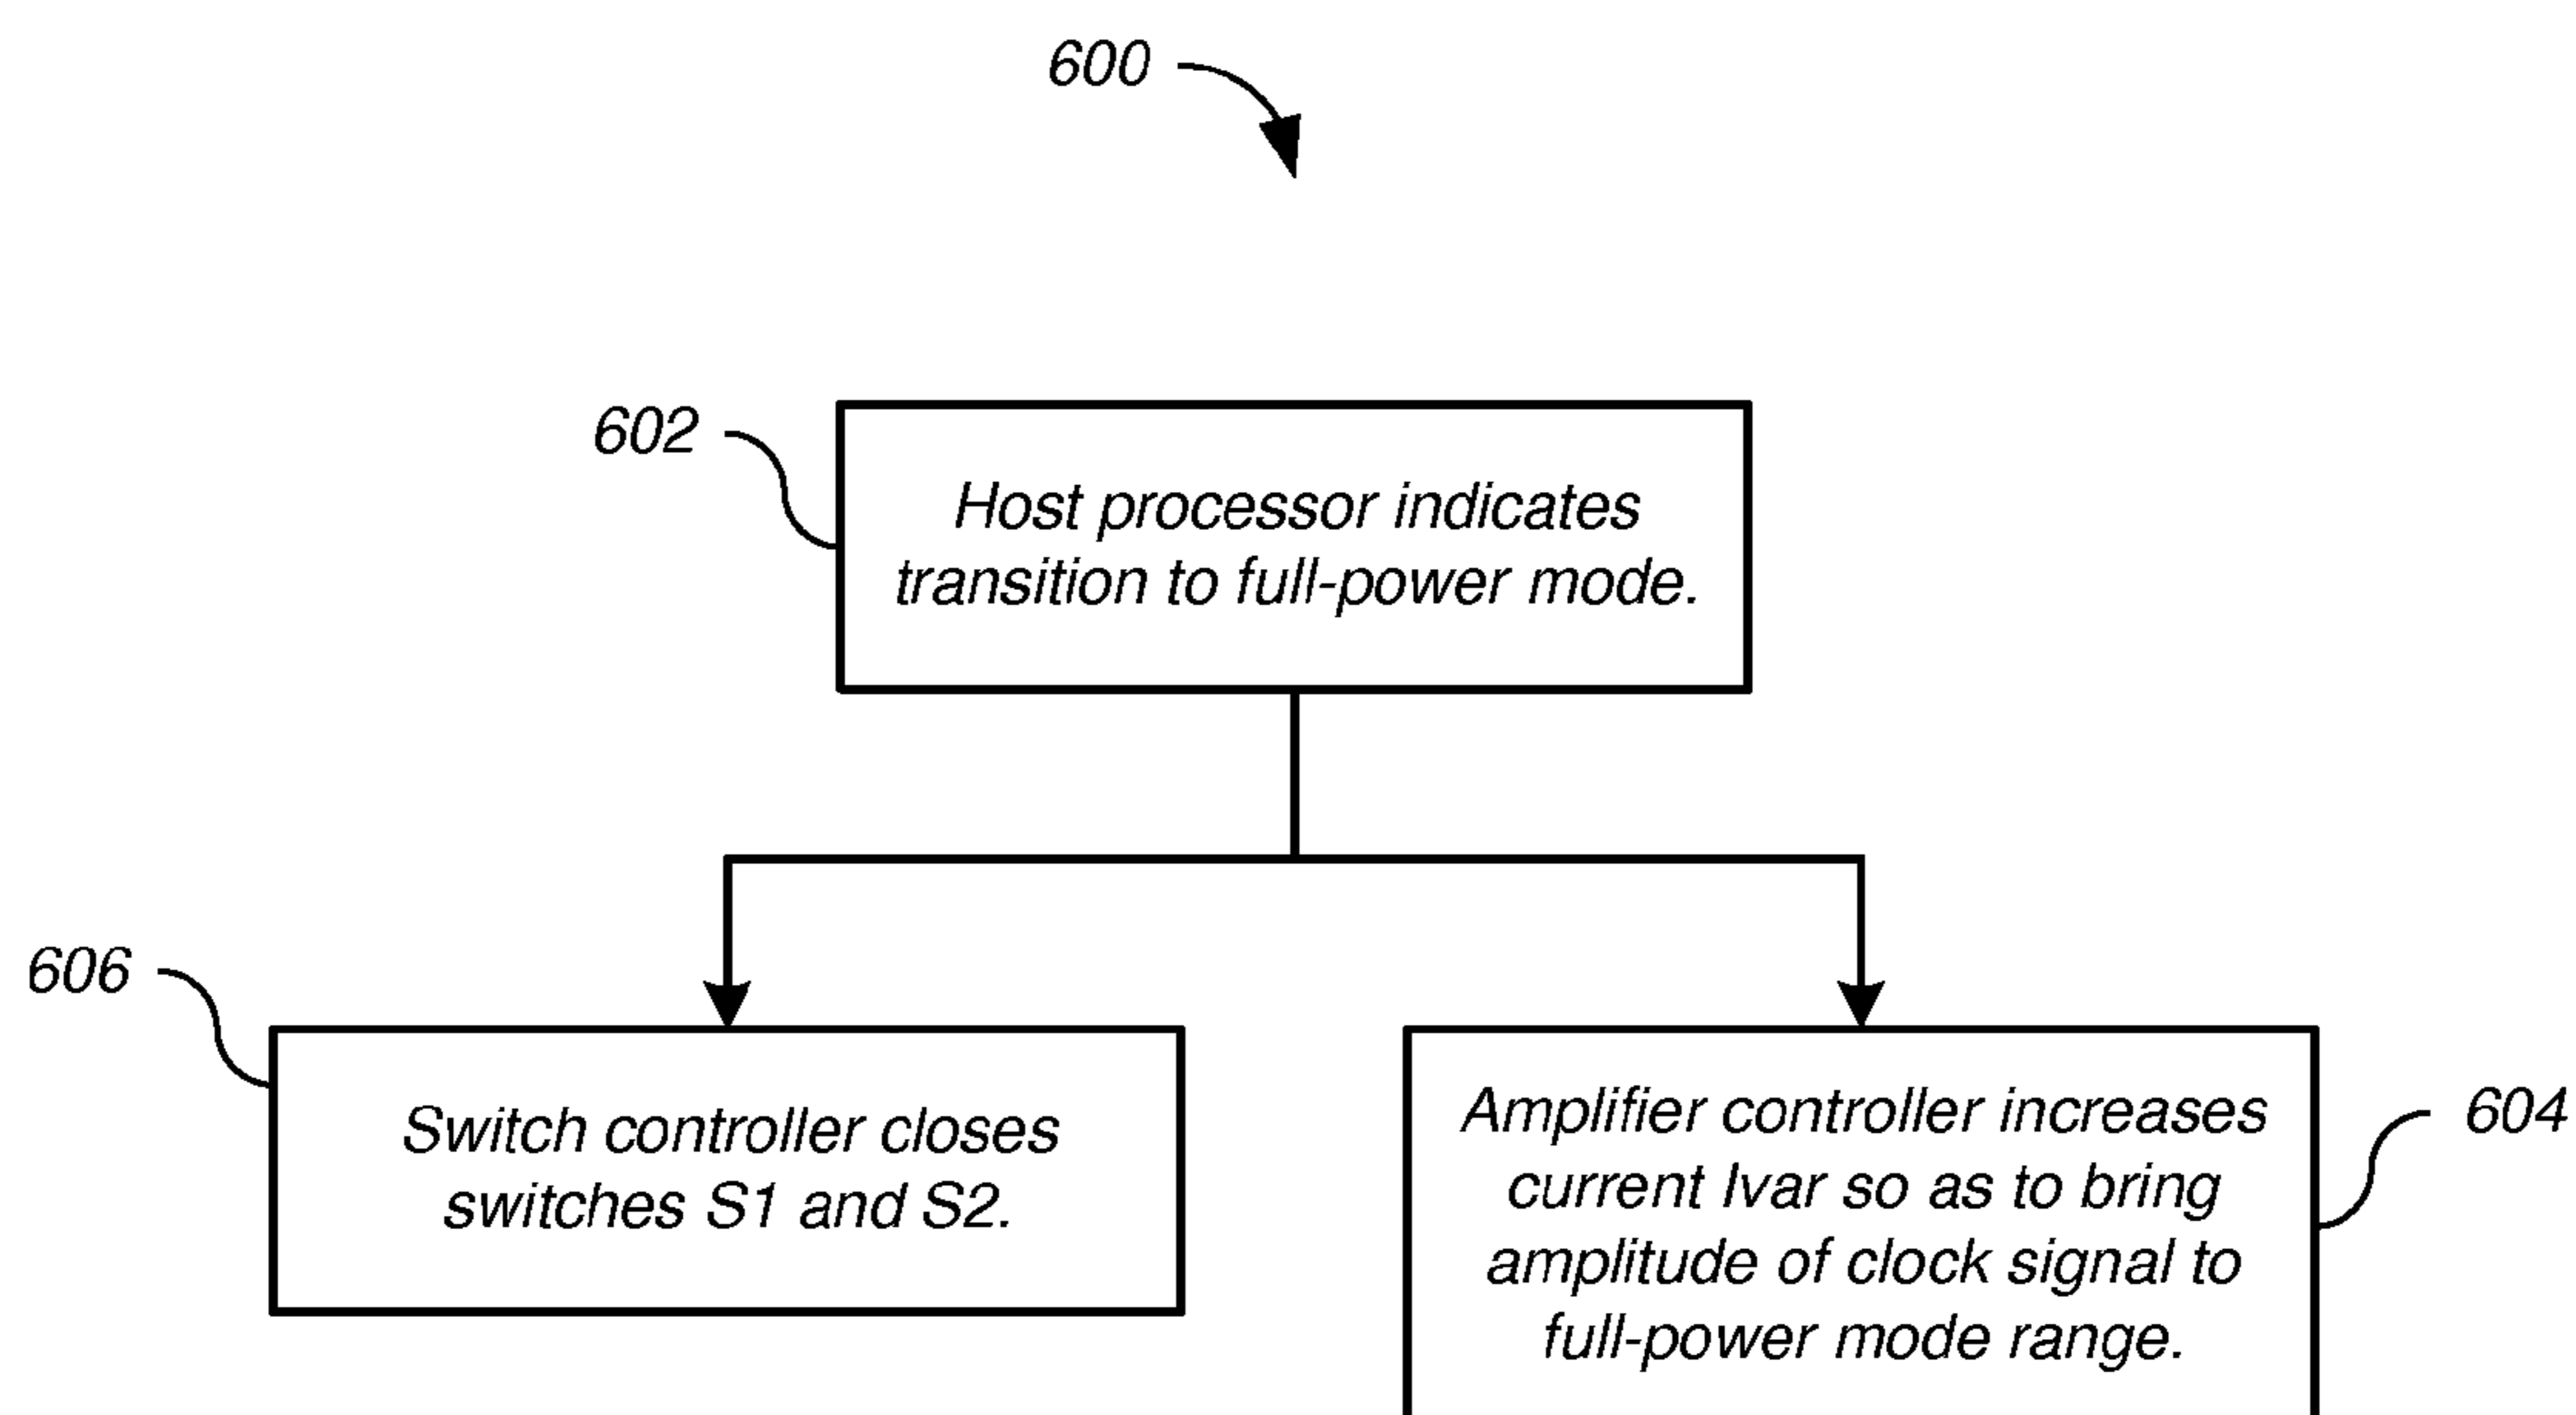 600
602
Host processor indicates
transition to full-power mode.
606
Switch controller closes
switches S1 and S2.
604
Amplifier controller increases
current Ivar so as to bring
amplitude of clock signal to
full-power mode range.